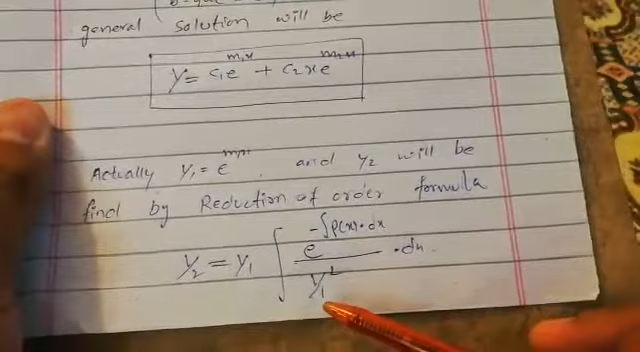 general solution will be
y = c₁e^{m₁x} + c₂xe^{m₂x}
Actually y₁ = e^{m₁x}. and y₂ will be
find by Reduction of order formula
y₂ = y₁ ∫ e^{-∫P(x)·dx} / y₁² · dx.